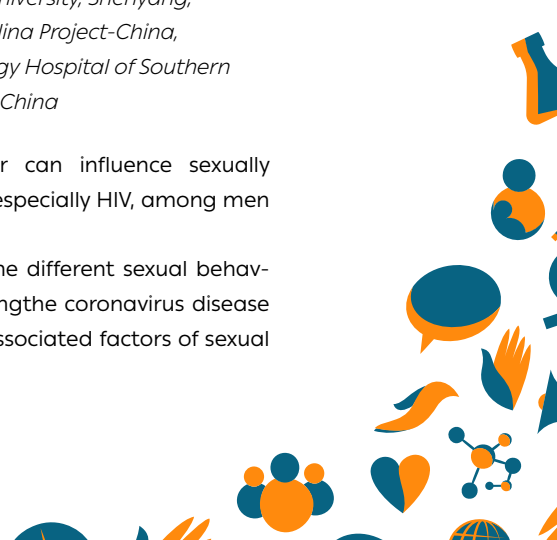 niversity, Shenyang,
lina Project-China,
gy Hospital of Southern
China
r can influence sexually
especially HIV, among men
he different sexual behav-
ngthe coronavirus disease
ssociated factors of sexual